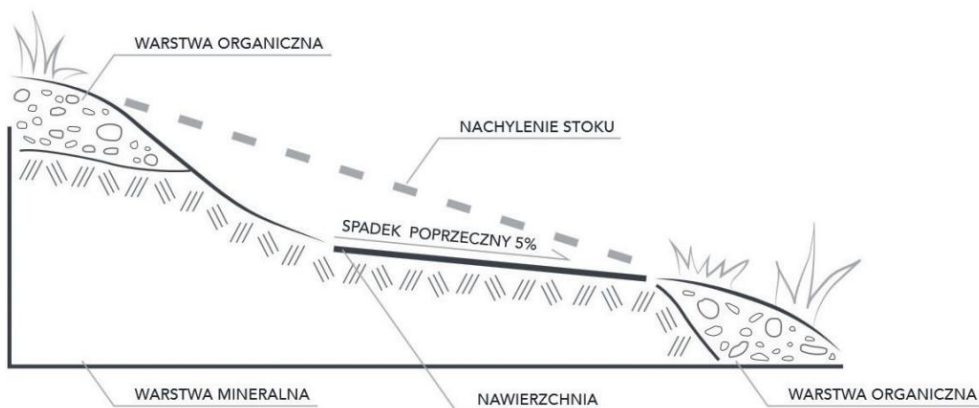 WARSTWA ORGANICZNA
NACHYLENIE STOKU
SPADEK POPRZECZNY 5%
WARSTWA MINERALNA
NAWIERZCHNIA
WARSTWA ORGANICZNA